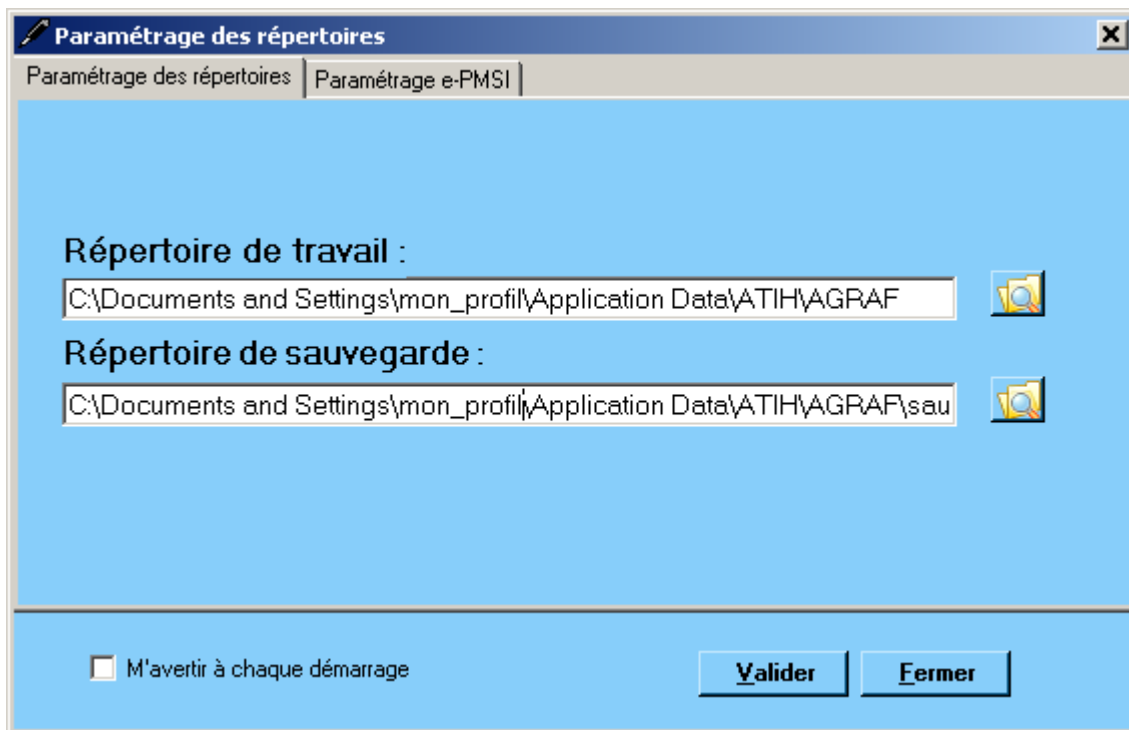 Paramétrage des répertoires
Paramétrage des répertoires
Paramétrage e-PMSI
Répertoire de travail :
C:\Documents and Settings\mon_profil\Application Data\ATIH\AGRAF
Répertoire de sauvegarde :
C:\Documents and Settings\mon_profil\Application Data\ATIH\AGRAF\sau
M'avertir à chaque démarrage
Valider
Fermer